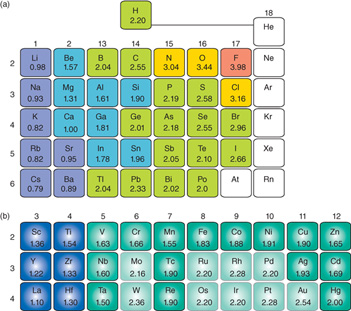 (a)
H
2.20
18
1 2 13 14 15 16 17 He
2 Li Be B C N O F Ne
0.98 1.57 2.04 2.55 3.04 3.44 3.98
3 Na Mg Al Si P S Cl Ar
0.93 1.31 1.61 1.90 2.19 2.58 3.16
4 K Ca Ga Ge As Se Br Kr
0.82 1.00 1.81 2.01 2.18 2.55 2.96
5 Rb Sr In Sn Sb Te I Xe
0.82 0.95 1.78 1.96 2.05 2.10 2.66
6 Cs Ba Tl Pb Bi Po At Rn
0.79 0.89 2.04 2.33 2.02 2.0
(b) 3 4 5 6 7 8 9 10 11 12
2 Sc Ti V Cr Mn Fe Co Ni Cu Zn
1.36 1.54 1.63 1.66 1.55 1.83 1.88 1.91 1.90 1.65
3 Y Zr Nb Mo Tc Ru Rh Pd Ag Cd
1.22 1.33 1.60 2.16 1.90 2.20 2.28 2.20 1.93 1.69
4 La Hf Ta W Re Os Ir Pt Au Hg
1.10 1.30 1.50 2.36 1.90 2.20 2.20 2.28 2.54 2.00